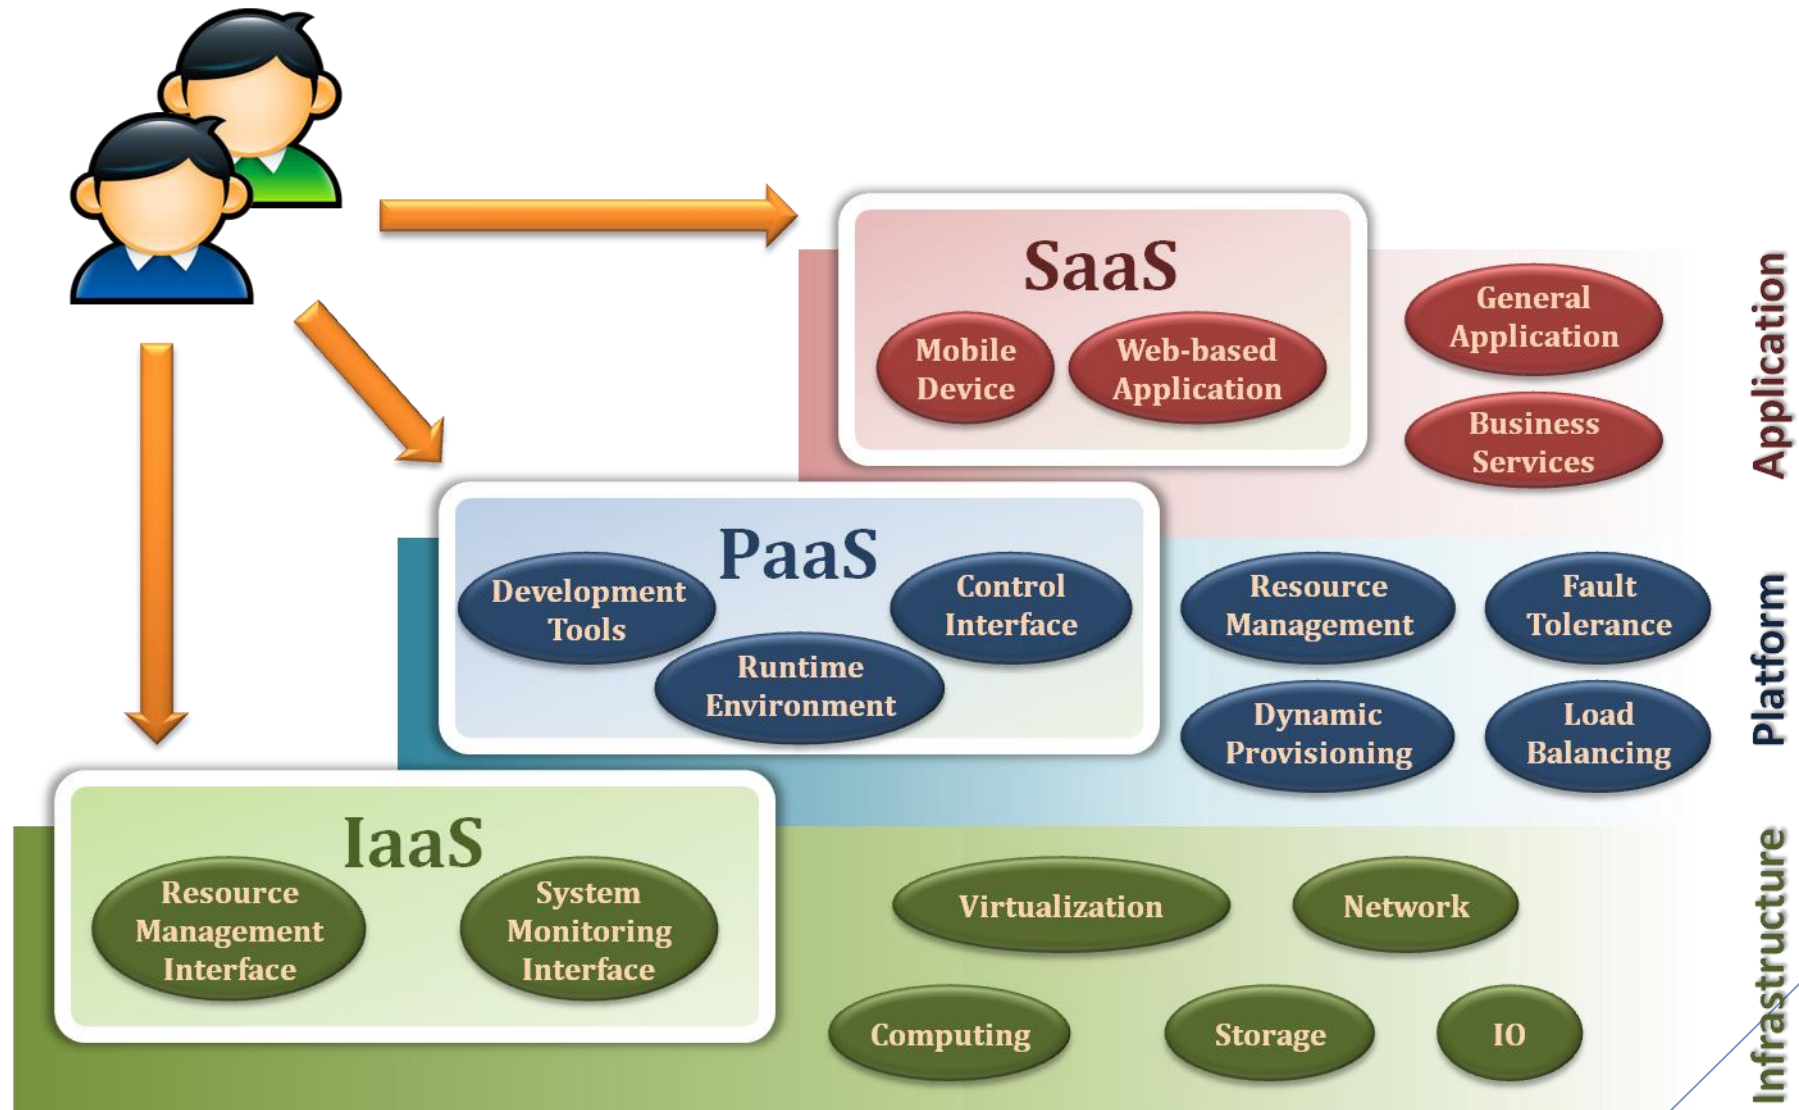 SaaS
Mobile
Device
Web-based
Application
General
Application
Business
Services
Application
PaaS
Development
Tools
Runtime
Environment
Control
Interface
Resource
Management
Fault
Tolerance
Dynamic
Provisioning
Load
Balancing
Platform
IaaS
Resource
Management
Interface
System
Monitoring
Interface
Virtualization
Network
Computing
Storage
IO
Infrastructure